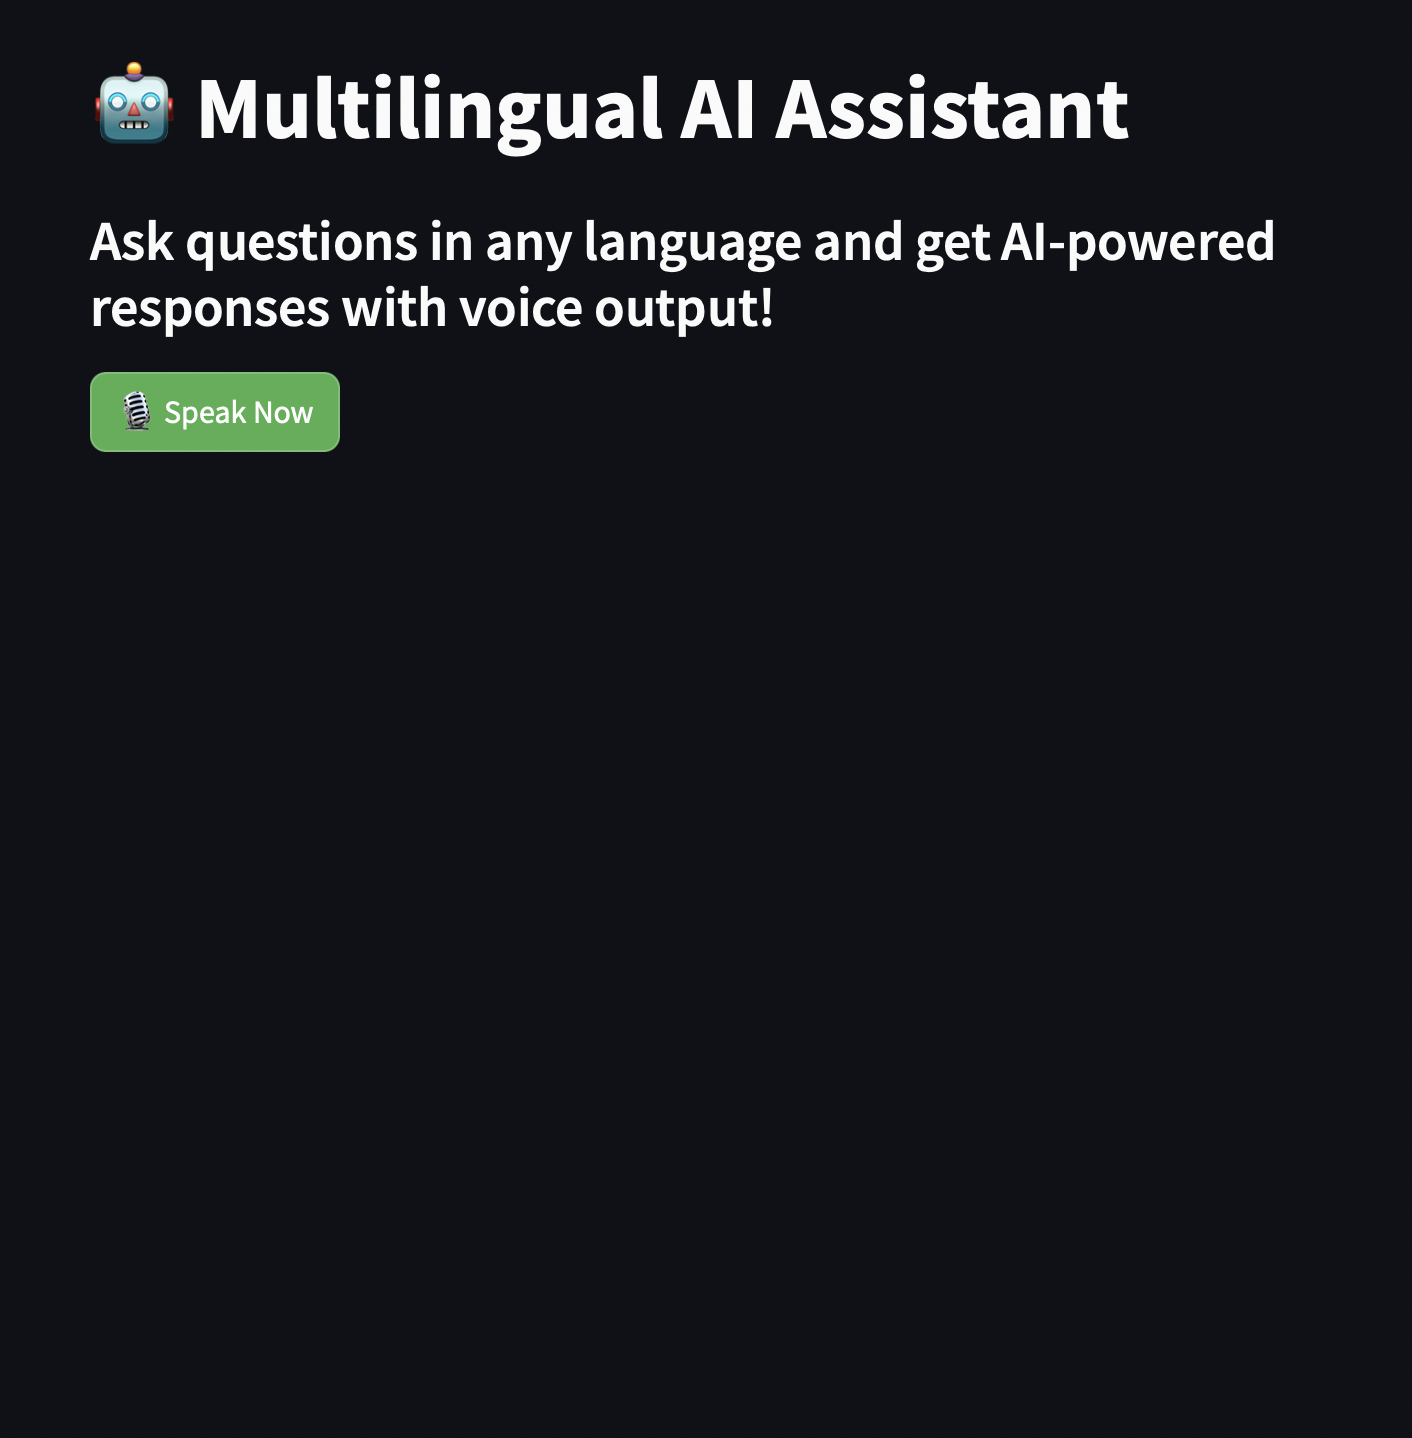 🤖 Multilingual AI Assistant
Ask questions in any language and get AI-powered
responses with voice output!
🎙️ Speak Now